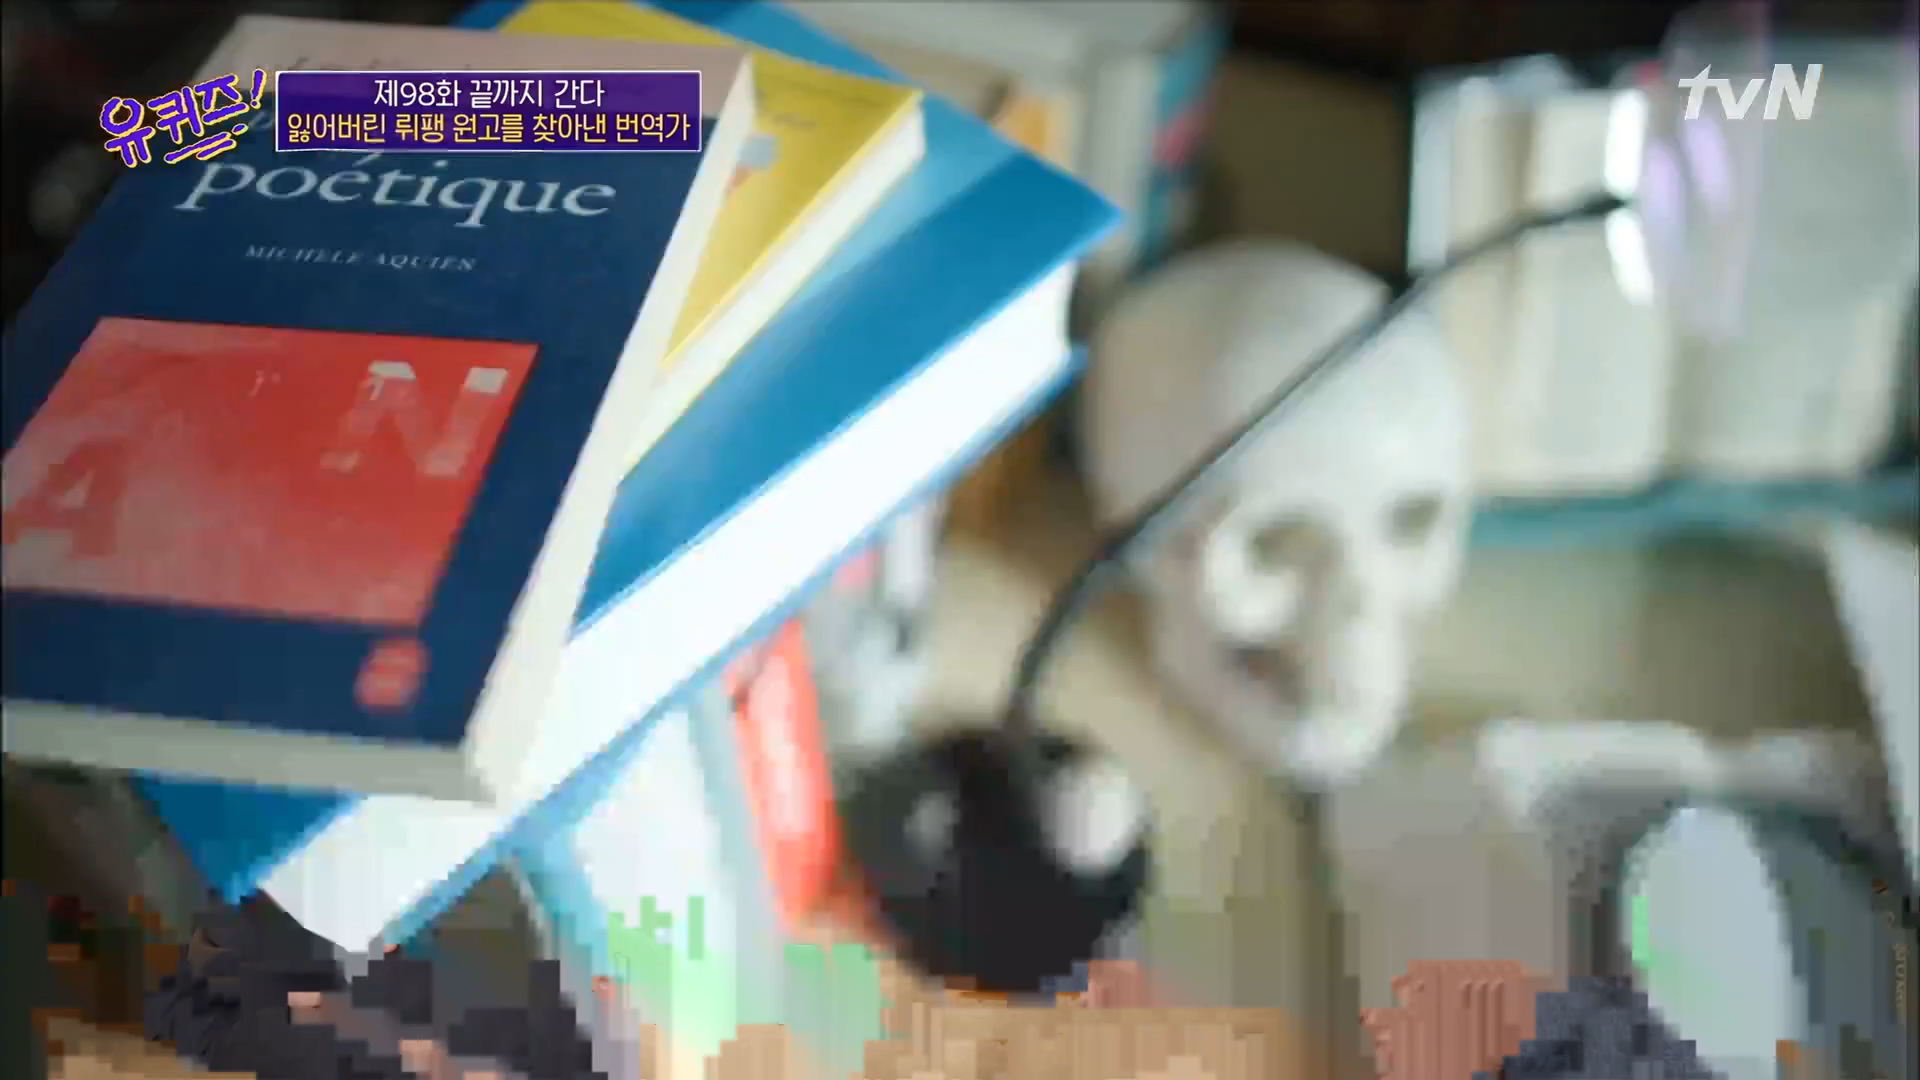 유퀴즈!
제98화 끝까지 간다
잃어버린 뤼팽 원고를 찾아낸 번역가
tvN
poétique
MICHÈLE AQUIEN